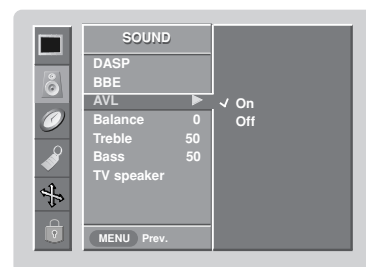 SOUND
DASP
BBE
AVL ▶ ✓ On
Off
Balance 0
Treble 50
Bass 50
TV speaker
MENU Prev.